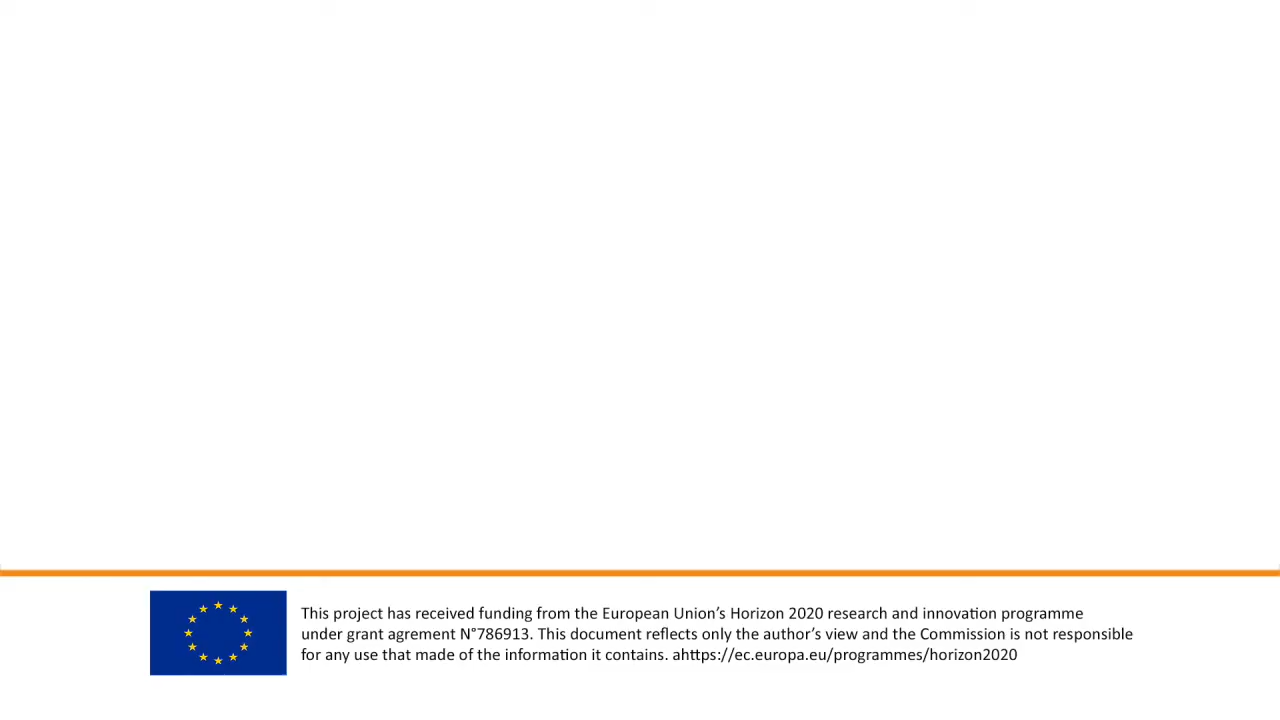 This project has received funding from the European Union’s Horizon 2020 research and innovation programme
under grant agrement N°786913. This document reflects only the author’s view and the Commission is not responsible
for any use that made of the information it contains. ahttps://ec.europa.eu/programmes/horizon2020